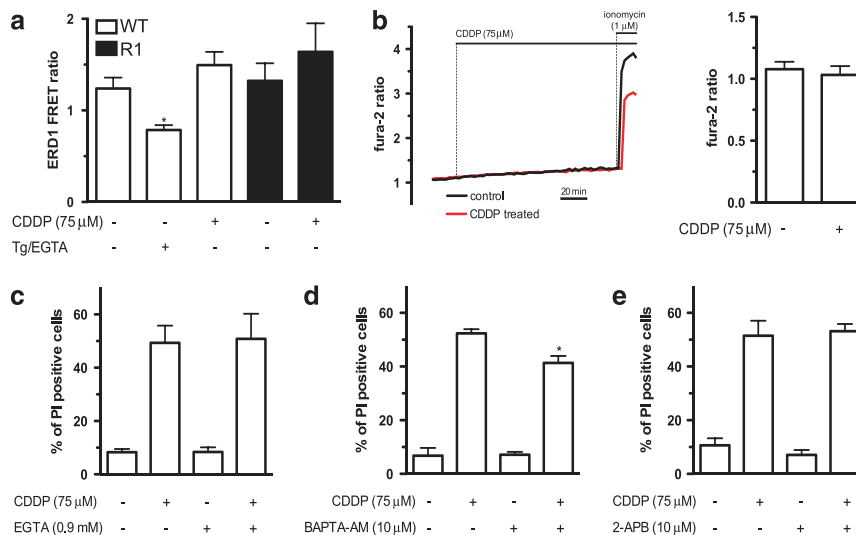 a
WT
R1
ERD1 FRET ratio
2
1
0
CDDP (75 µM) - - + - +
Tg/EGTA +
b
ionomycin
(1 µM)
CDDP (75 µM)
fura-2 ratio
4
3
2
1
control
CDDP treated
20 min
fura-2 ratio
1.5
1.0
0.5
0.0
CDDP (75 µM) - +
c
% of PI positive cells
60
40
20
0
CDDP (75 µM) - + - +
EGTA (0.9 mM) - - + +
d
% of PI positive cells
60
40
20
0
CDDP (75 µM) - + - +
BAPTA-AM (10 µM) - - + +
*
e
% of PI positive cells
60
40
20
0
CDDP (75 µM) - + - +
2-APB (10 µM) - - + +
*